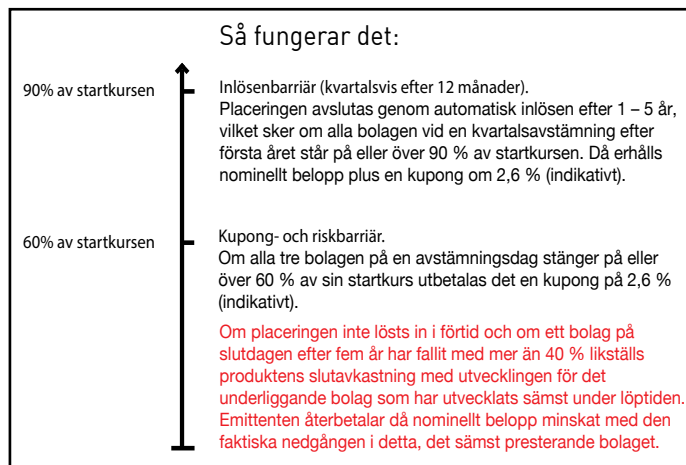 Så fungerar det:
90% av startkursen
Inlösenbarriär (kvartalsvis efter 12 månader).
Placeringen avslutas genom automatisk inlösen efter 1 – 5 år,
vilket sker om alla bolagen vid en kvartalsavstämning efter
första året står på eller över 90 % av startkursen. Då erhålls
nominellt belopp plus en kupong om 2,6 % (indikativt).
60% av startkursen
Kupong- och riskbarriär.
Om alla tre bolagen på en avstämningsdag stänger på eller
över 60 % av sin startkurs utbetalas det en kupong på 2,6 %
(indikativt).
Om placeringen inte lösts in i förtid och om ett bolag på
slutdagen efter fem år har fallit med mer än 40 % likställs
produktens slutavkastning med utvecklingen för det
underliggande bolag som har utvecklats sämst under löptiden.
Emittenten återbetalar då nominellt belopp minskat med den
faktiska nedgången i detta, det sämst presterande bolaget.